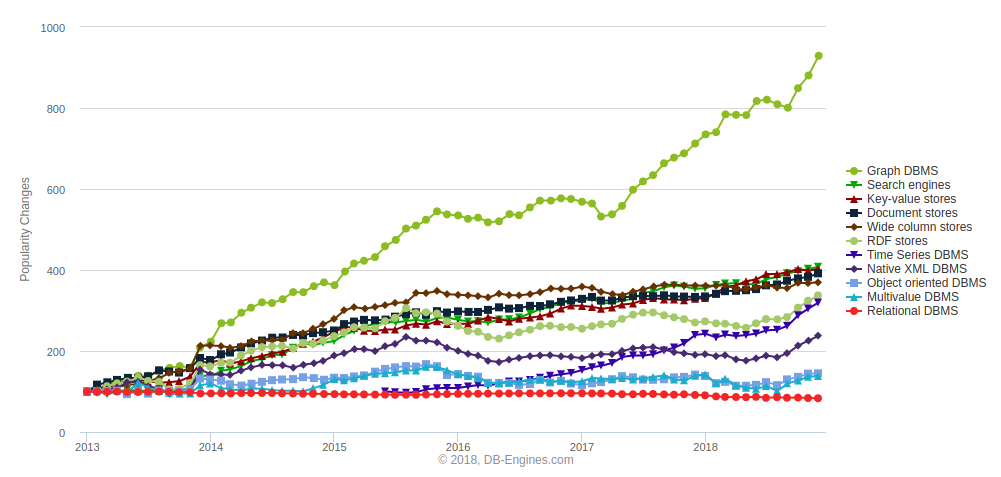 1000
800
600
400
200
0
Popularity Changes
2013
2014
2015
2016
2017
2018
© 2018, DB-Engines.com
Graph DBMS
Search engines
Key-value stores
Document stores
Wide column stores
RDF stores
Time Series DBMS
Native XML DBMS
Object oriented DBMS
Multivalue DBMS
Relational DBMS